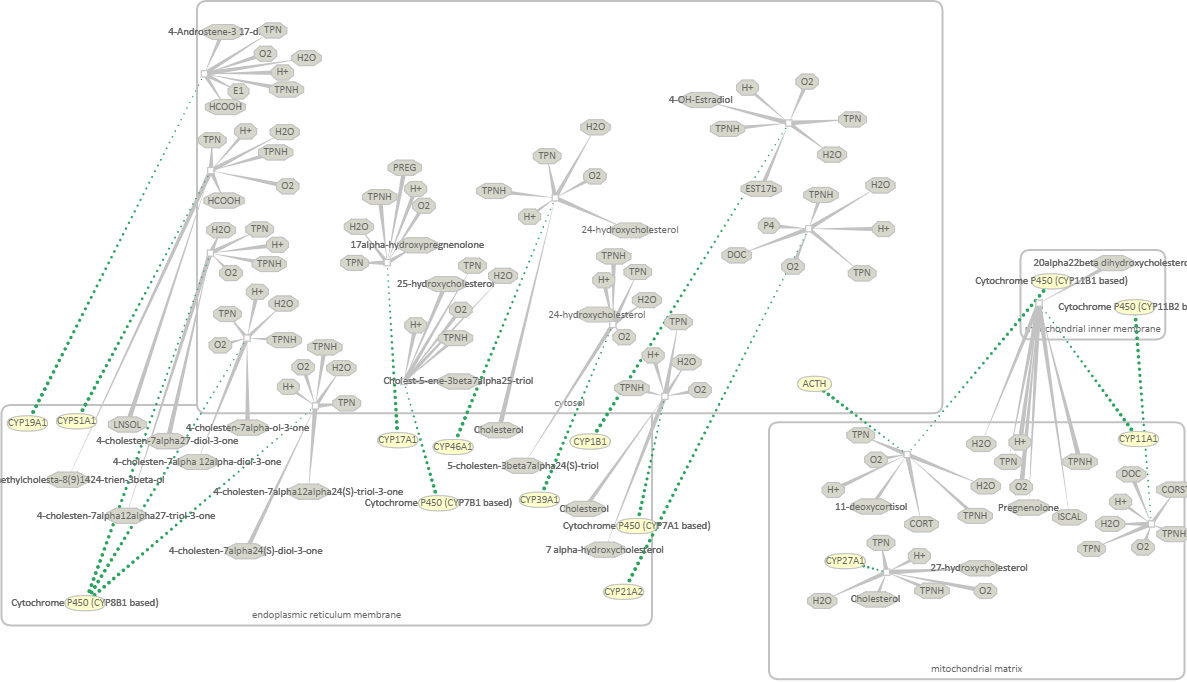 4-Androstene-3 17-d.
TPN
O2
H2O
H+
E1
TPNH
HCOOH
TPN
H+
H2O
TPNH
O2
HCOOH
H2O
TPN
H+
TPNH
O2
H+
TPN
H2O
O2
TPNH
TPNH
O2
H2O
H+
TPN
PREG
TPNH
H+
O2
H2O
17alpha-hydroxypregnenolone
TPN
TPN
H2O
25-hydroxycholesterol
O2
H+
TPNH
Cholest-5-ene-3beta7alpha25-triol
H2O
TPN
O2
TPNH
H+
24-hydroxycholesterol
TPNH
H+
TPN
H2O
24-hydroxycholesterol
O2
TPN
H+
H2O
TPNH
O2
cytosol
4-OH-Estradiol
H+
O2
TPNH
TPN
H2O
EST17b
TPNH
H2O
P4
H+
DOC
O2
TPN
20alpha22beta dihydroxycholestero
Cytochrome P450 (CYP11B1 based)
Cytochrome P450 (CYP11B2 b
mitochondrial inner membrane
ACTH
CYP19A1
CYP51A1
LNSOL
4-cholesten-7alpha-ol-3-one
4-cholesten-7alpha27-diol-3-one
4-cholesten-7alpha 12alpha-diol-3-one
ethylcholesta-8(9)1424-trien-3beta-ol
4-cholesten-7alpha12alpha24(S)-triol-3-one
4-cholesten-7alpha12alpha27-triol-3-one
4-cholesten-7alpha24(S)-diol-3-one
Cytochrome P450 (CYP8B1 based)
endoplasmic reticulum membrane
CYP17A1
CYP46A1
Cholesterol
CYP1B1
5-cholesten-3beta7alpha24(S)-triol
Cytochrome P450 (CYP7B1 based)
CYP39A1
Cholesterol
Cytochrome P450 (CYP7A1 based)
7 alpha-hydroxycholesterol
CYP21A2
TPN
O2
H+
H2O
11-deoxycortisol
CORT
TPNH
H2O
H+
TPN
TPNH
O2
Pregnenolone
ISCAL
CYP11A1
DOC
CORST
H+
H2O
TPNH
TPN
O2
CYP27A1
TPN
H+
27-hydroxycholesterol
H2O
Cholesterol
TPNH
O2
mitochondrial matrix